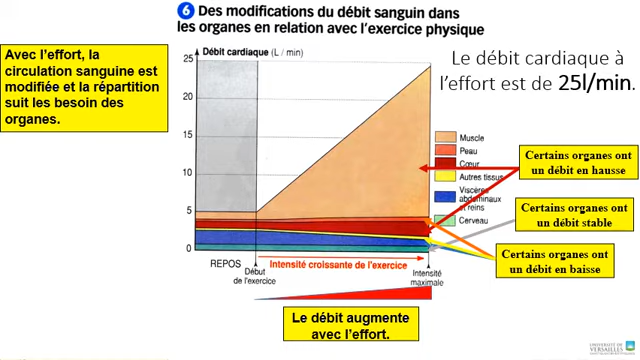 6 Des modifications du débit sanguin dans
les organes en relation avec l'exercice physique
Avec l'effort, la
circulation sanguine est
modifiée et la répartition
suit les besoin des
organes.
Débit cardiaque (L / min)
25
20
15
10
5
0
Le débit cardiaque à
l'effort est de 25l/min.
Muscle
Peau
Cœur
Autres tissus
Viscères
abdominaux
et reins
Cerveau
Certains organes ont
un débit en hausse
Certains organes ont
un débit stable
Certains organes ont
un débit en baisse
REPOS
Début
de l'exercice
Intensité croissante de l'exercice
Intensité
maximale
Le débit augmente
avec l'effort.
UNIVERSITÉ DE
VERSAILLES